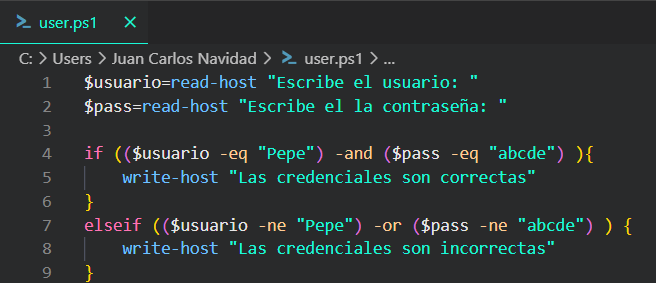 user.ps1
C: > Users > Juan Carlos Navidad > user.ps1 > ...
1 $usuario=read-host "Escribe el usuario: "
2 $pass=read-host "Escribe el la contraseña: "
3
4 if (($usuario -eq "Pepe") -and ($pass -eq "abcde") ){
5 write-host "Las credenciales son correctas"
6 }
7 elseif (($usuario -ne "Pepe") -or ($pass -ne "abcde") ) {
8 write-host "Las credenciales son incorrectas"
9 }